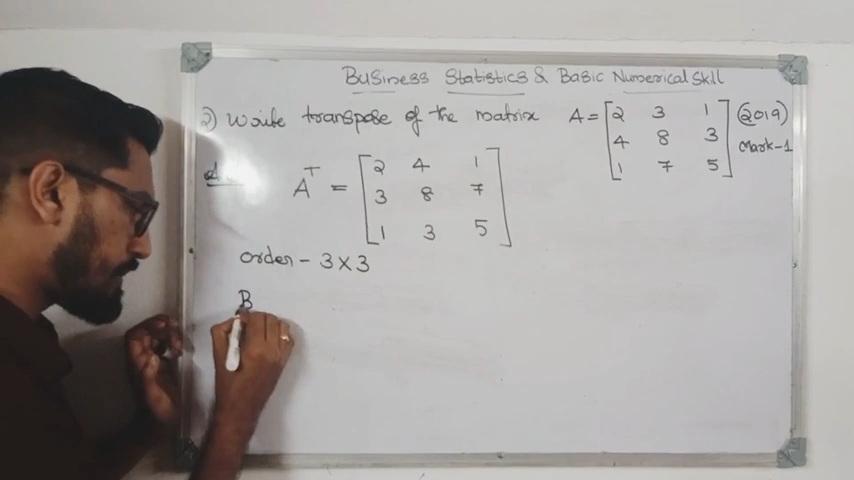 Business Statistics & Basic Numerical Skill
2) Write transpose of the matrix A = [2 3 1 (2019)
4 8 3 Mark-1
1 7 5]
A^T = [2 4 1
3 8 7
1 3 5]
order - 3×3
B